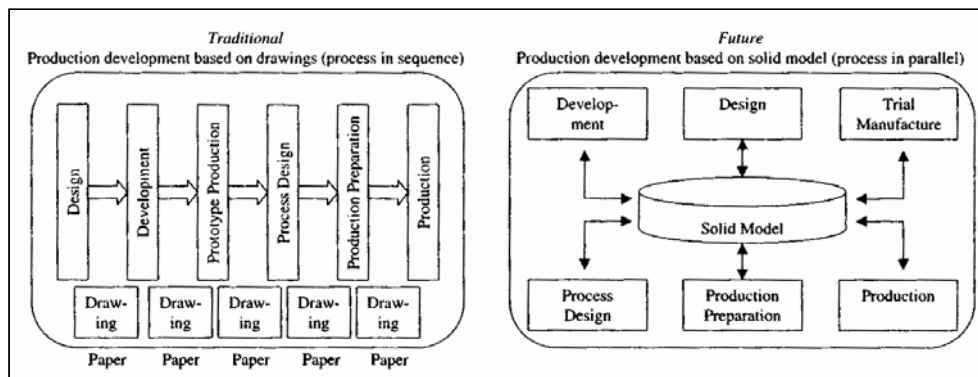 Traditional
Production development based on drawings (process in sequence)
Design
Development
Prototype Production
Process Design
Production Preparation
Production
Draw-
ing
Draw-
ing
Draw-
ing
Draw-
ing
Draw-
ing
Paper
Paper
Paper
Paper
Paper
Future
Production development based on solid model (process in parallel)
Develop-
ment
Design
Trial
Manufacture
Solid Model
Process
Design
Production
Preparation
Production